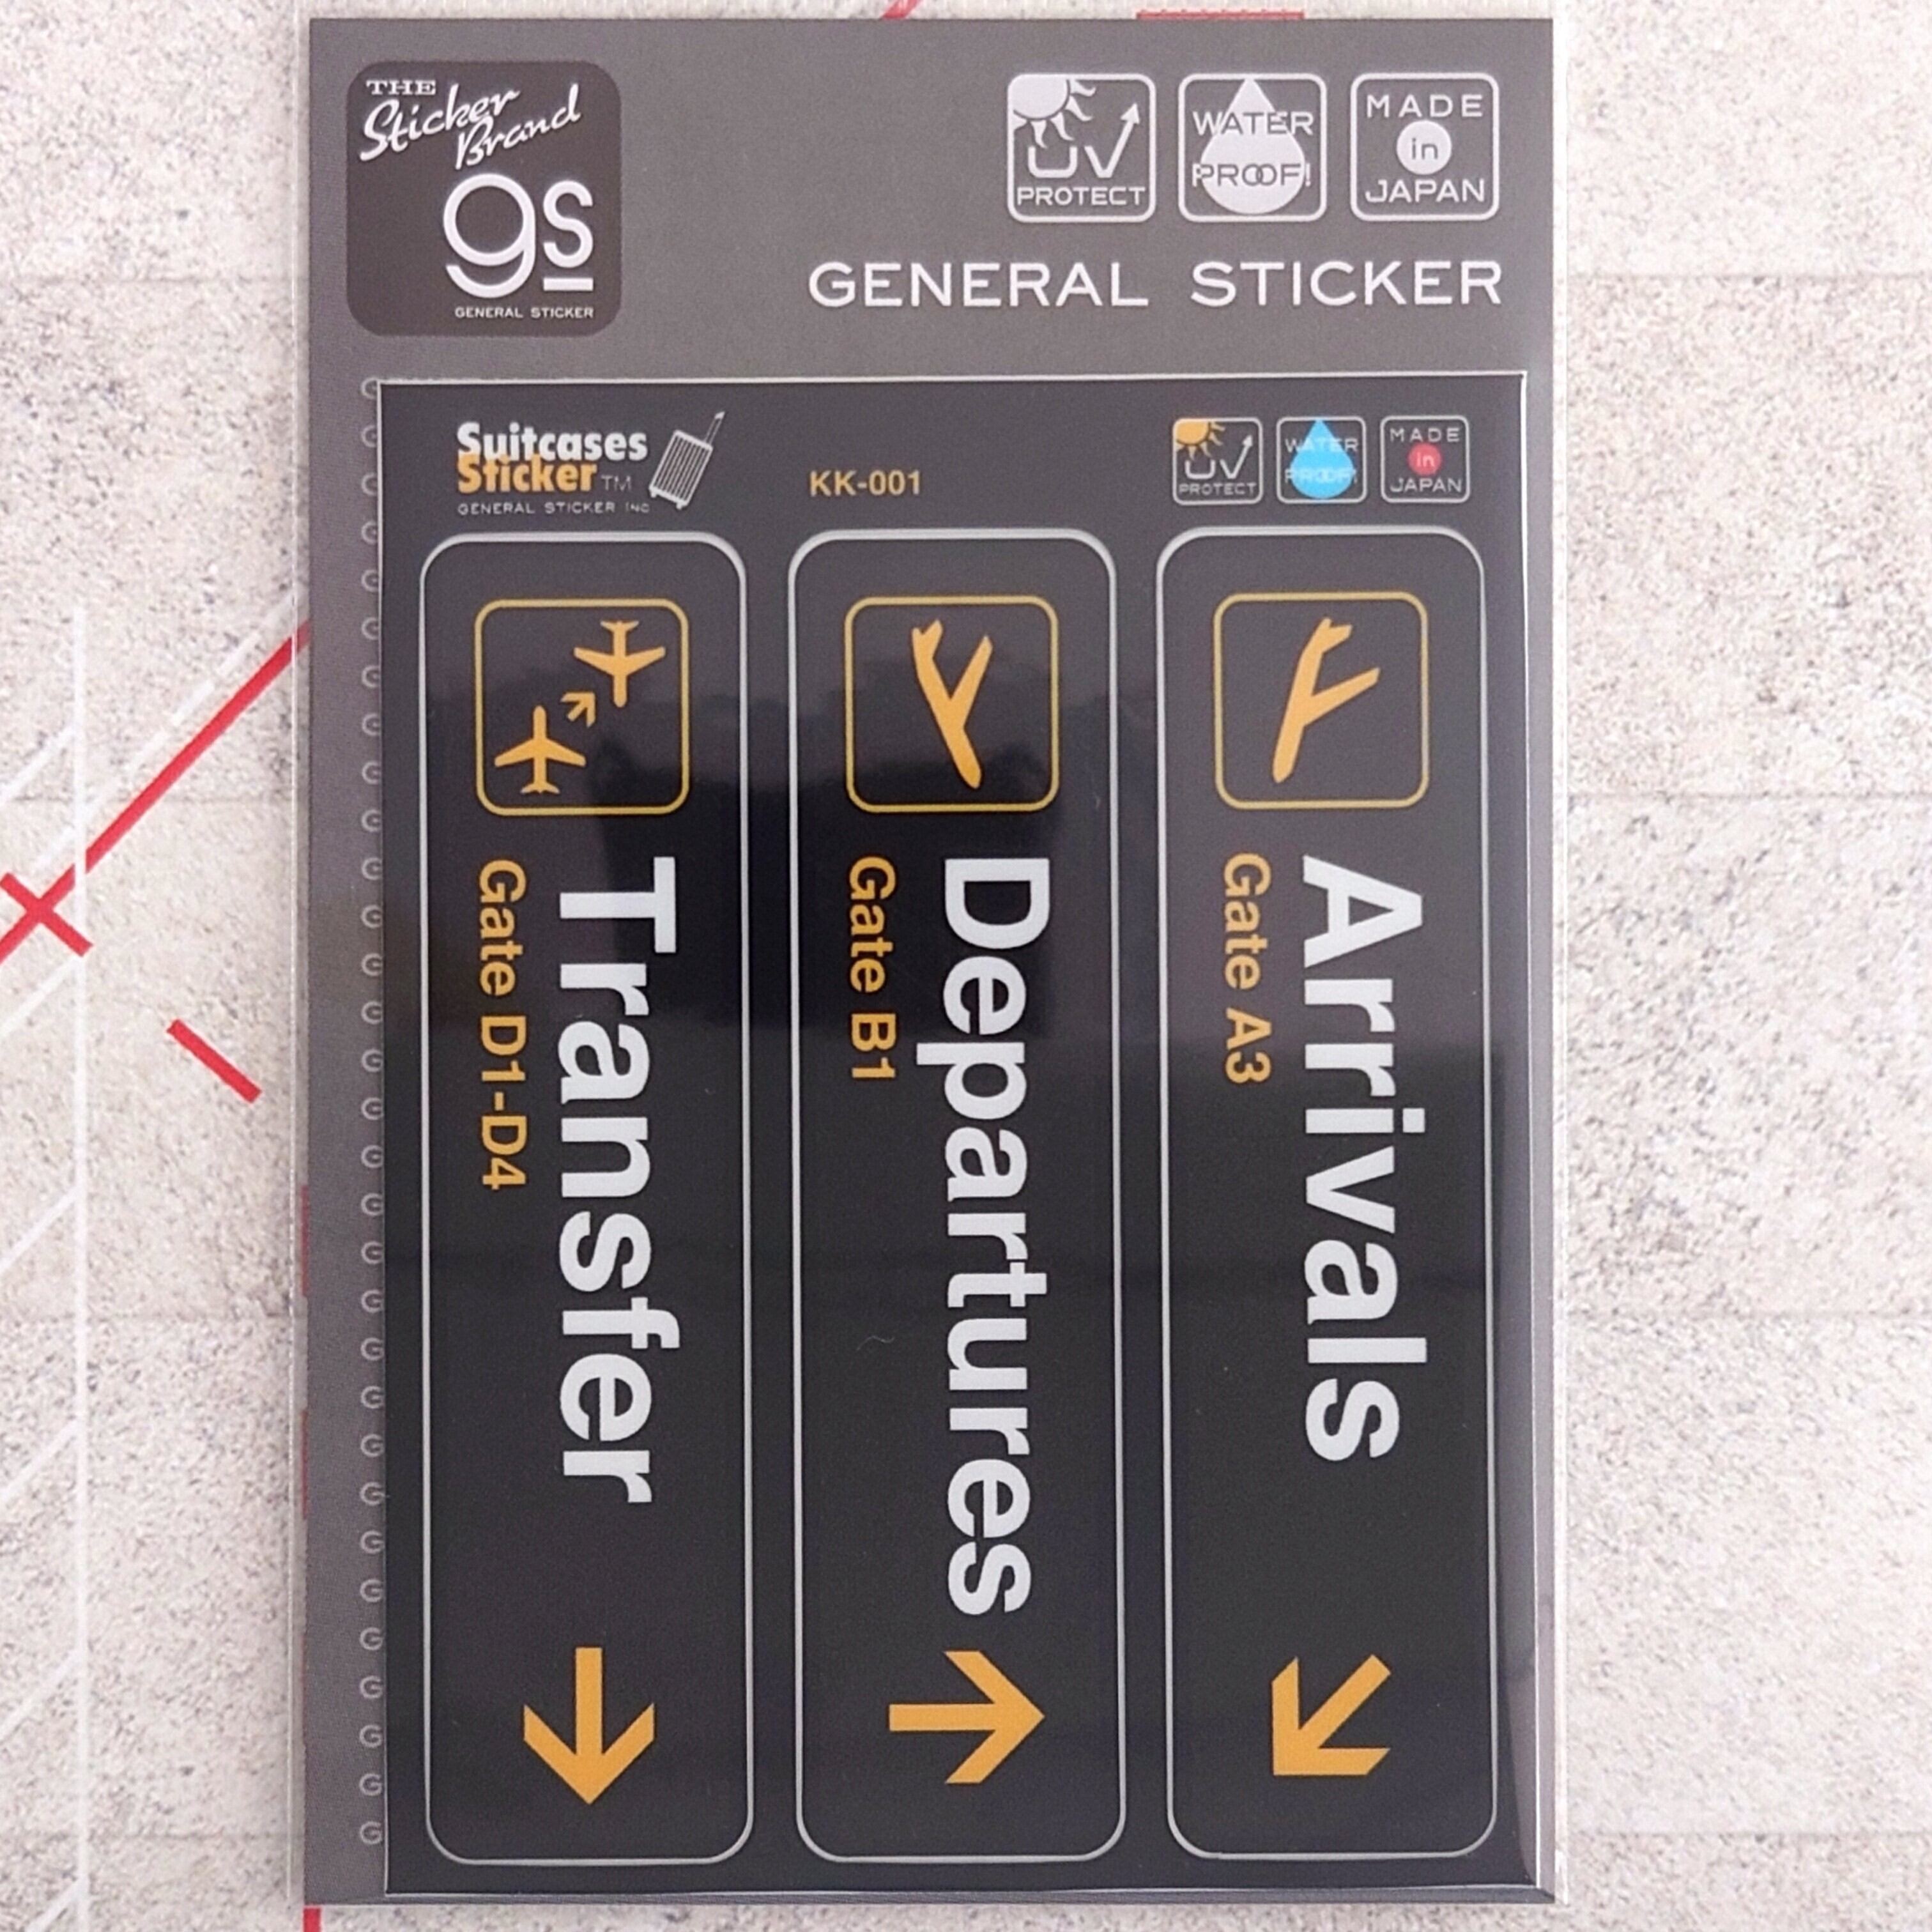 THE
Sticker
Brand
gs
GENERAL STICKER
UV
PROTECT
WATER
PROOF!
MADE
in
JAPAN
GENERAL STICKER
Suitcases
Sticker TM
GENERAL STICKER INC
KK-001
UV
PROTECT
WATER
PROOF!
MADE
in
JAPAN
Transfer
Gate D1-D4
Departures
Gate B1
Arrivals
Gate A3